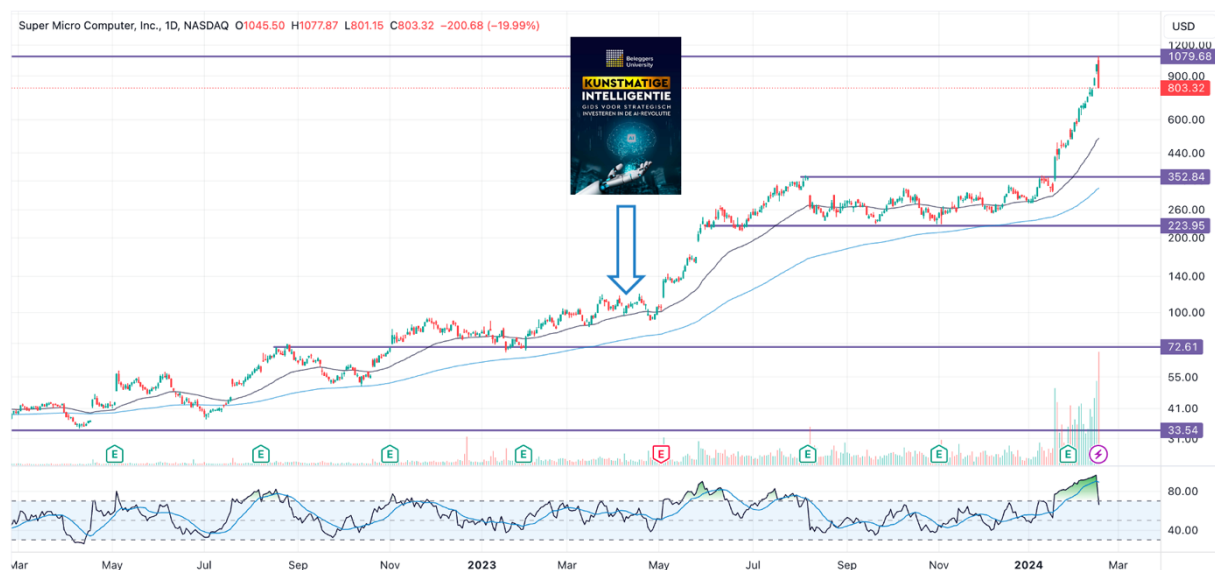 Super Micro Computer, Inc., 1D, NASDAQ O1045.50 H1077.87 L801.15 C803.32 −200.68 (−19.99%)
USD
1200.00
1079.68
900.00
803.32
600.00
440.00
352.84
260.00
223.95
200.00
140.00
100.00
72.61
55.00
41.00
33.54
31.00
Beleggers
University
KUNSTMATIGE
INTELLIGENTIE
GIDS VOOR STRATEGISCH
INVESTEREN IN DE AI-REVOLUTIE
AI
E E E E E E E E
80.00
40.00
Mar May Jul Sep Nov 2023 Mar May Jul Sep Nov 2024 Mar